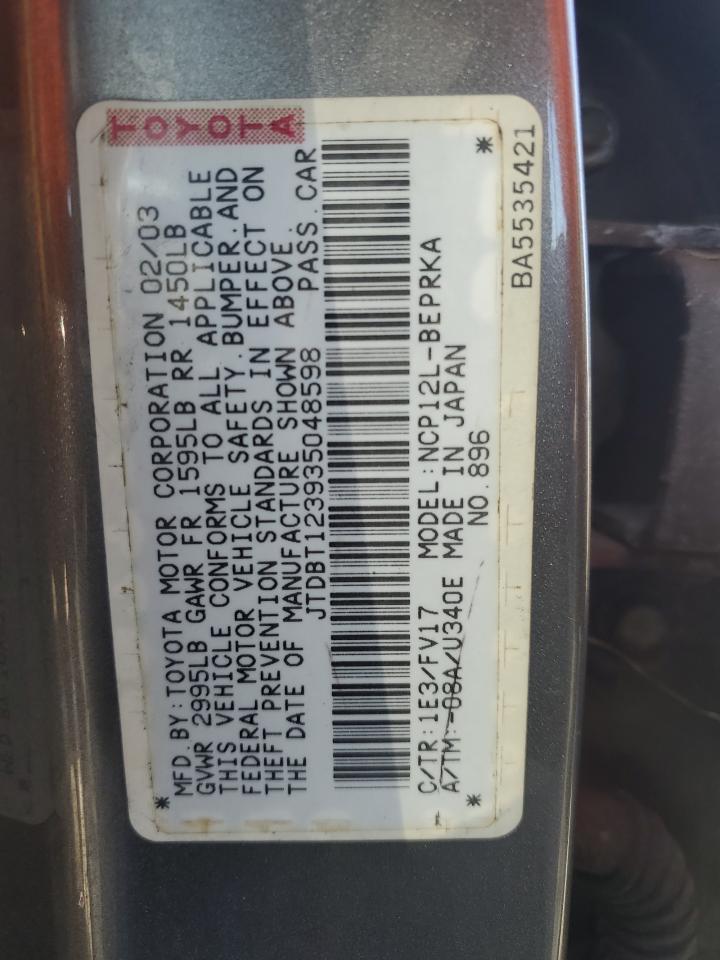 TOYOTA
MFD.BY:TOYOTA MOTOR CORPORATION 02/03
GVWR 2995LB GAWR FR 1595LB RR 1450LB
THIS VEHICLE CONFORMS TO ALL APPLICABLE
FEDERAL MOTOR VEHICLE SAFETY.BUMPER.AND
THEFT PREVENTION STANDARDS IN EFFECT ON
THE DATE OF MANUFACTURE SHOWN ABOVE.
JTDBT123935048598 PASS.CAR
C/TR:1E3/FV17 MODEL:NCP12L-BEPRKA
A/TM:-08A/U340E MADE IN JAPAN
* NO.896 *
BA5535421